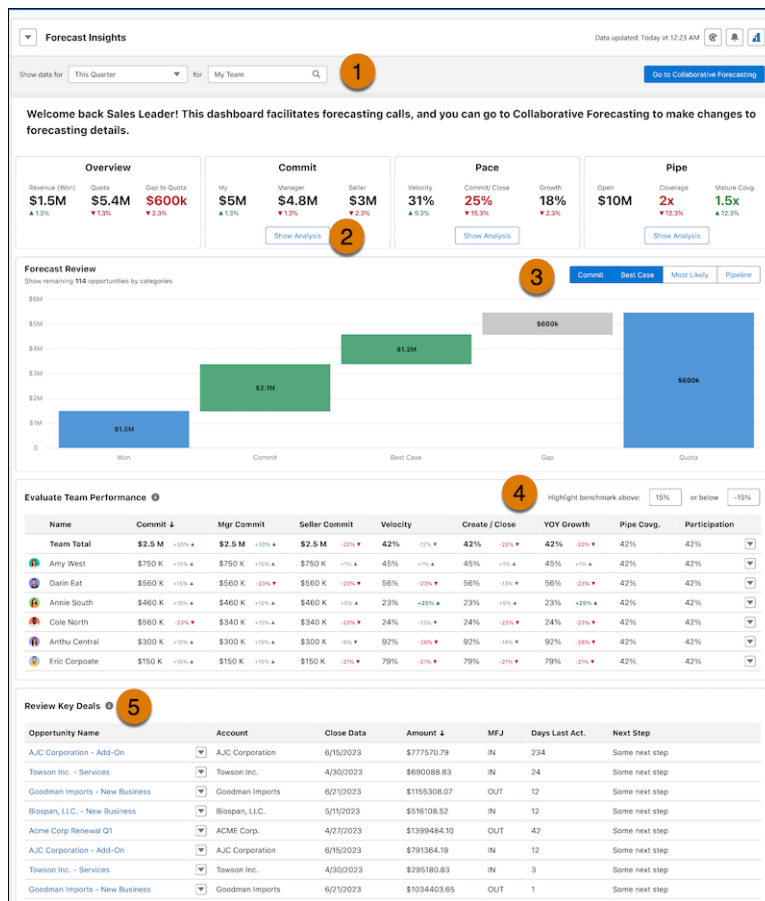 Forecast Insights
Data updated: Today at 12:23 AM
Show data for This Quarter for My Team
1
Go to Collaborative Forecasting
Welcome back Sales Leader! This dashboard facilitates forecasting calls, and you can go to Collaborative Forecasting to make changes to
forecasting details.
Overview
Revenue (Won) Quota Gap to Quota
$1.5M $5.4M $600k
▲ 1.3% ▼ 1.3% ▼ 2.3%
Commit
My Manager Seller
$5M $4.8M $3M
▲ 1.3% ▼ 1.3% ▼ 2.3%
Show Analysis
2
Pace
Velocity Commit/ Close Growth
31% 25% 18%
▲ 9.3% ▼ 15.3% ▼ 2.3%
Show Analysis
Pipe
Open Coverage Mature Covg.
$10M 2x 1.5x
▼ 12.3% ▲ 12.3%
Show Analysis
Forecast Review
Show remaining 114 opportunities by categories
3
Commit Best Case Most Likely Pipeline
$6M
$5M
$4M
$3M
$2M
$1M
0
$1.5M
$2.1M
$1.2M
$600k
$600k
Won Commit Best Case Gap Quota
Evaluate Team Performance
4
Highlight benchmark above: 15% or below -15%
Name Commit ↓ Mgr Commit Seller Commit Velocity Create / Close YOY Growth Pipe Covg. Participation
Team Total $2.5 M +30% ▲ $2.5 M +30% ▲ $2.5 M -22% ▼ 42% -12% ▼ 42% -22% ▼ 42% -22% ▼ 42% 42%
Amy West $750 K +15% ▲ $750 K +15% ▲ $750 K +1% ▲ 45% +1% ▲ 45% +1% ▲ 45% +1% ▲ 42% 42%
Darin Eat $560 K +15% ▲ $560 K -23% ▼ $560 K +15% ▲ 56% -23% ▼ 56% -13% ▼ 56% -23% ▼ 42% 42%
Annie South $460 K +15% ▲ $460 K +15% ▲ $460 K +5% ▲ 23% +25% ▲ 23% +5% ▲ 23% +25% ▲ 42% 42%
Cole North $560 K -23% ▼ $340 K +15% ▲ $340 K -23% ▼ 24% -13% ▼ 24% -23% ▼ 24% -23% ▼ 42% 42%
Anthu Central $300 K +15% ▲ $300 K +15% ▲ $300 K ▼ 92% ▼ 92% -14% ▼ 92% ▼ 42% 42%
Eric Corpoate $150 K +15% ▲ $150 K +15% ▲ $150 K -21% ▼ 79% -21% ▼ 79% -21% ▼ 79% -21% ▼ 42% 42%
Review Key Deals
5
Opportunity Name Account Close Data Amount ↓ MFJ Days Last Act. Next Step
AJC Corporation - Add-On AJC Corporation 6/15/2023 $777570.79 IN 234 Some next step
Towson Inc. - Services Towson Inc. 4/30/2023 $690088.83 IN 24 Some next step
Goodman Imports - New Business Goodman Imports 6/21/2023 $1155308.07 OUT 12 Some next step
Biospan, LLC. - New Business Biospan, LLC. 5/11/2023 $516108.52 IN 12 Some next step
Acme Corp Renewal Q1 ACME Corp. 4/27/2023 $1399484.10 OUT 42 Some next step
AJC Corporation - Add-On AJC Corporation 6/15/2023 $791364.19 IN 12 Some next step
Towson Inc. - Services Towson Inc. 4/30/2023 $295180.83 IN 3 Some next step
Goodman Imports - New Business Goodman Imports 6/21/2023 $1034403.65 OUT 1 Some next step